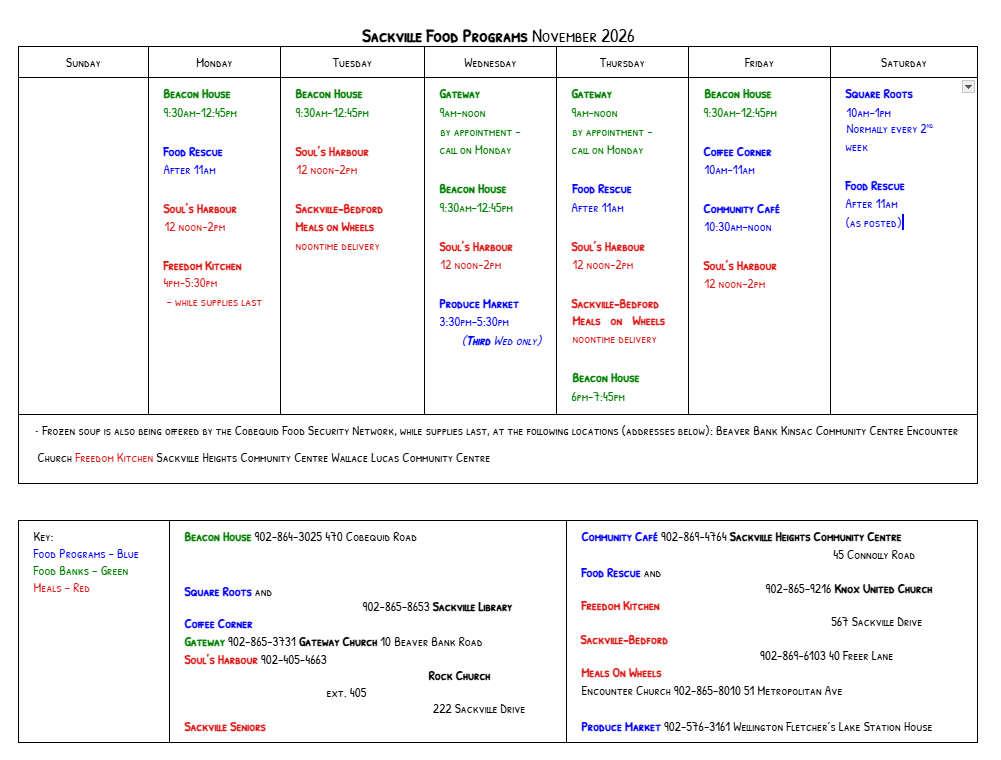 Sackville Food Programs November 2026
Sunday
Monday
Tuesday
Wednesday
Thursday
Friday
Saturday
Beacon House
9:30am-12:45pm
Food Rescue
After 11am
Soul's Harbour
12 noon-2pm
Freedom Kitchen
4pm-5:30pm
- while supplies last
Beacon House
9:30am-12:45pm
Soul's Harbour
12 noon-2pm
Sackville-Bedford
Meals on Wheels
noontime delivery
Gateway
9am-noon
by appointment -
call on Monday
Beacon House
9:30am-12:45pm
Soul's Harbour
12 noon-2pm
Produce Market
3:30pm-5:30pm
(Third Wed only)
Gateway
9am-noon
by appointment -
call on Monday
Food Rescue
After 11am
Soul's Harbour
12 noon-2pm
Sackville-Bedford
Meals on Wheels
noontime delivery
Beacon House
6pm-7:45pm
Beacon House
9:30am-12:45pm
Coffee Corner
10am-11am
Community Café
10:30am-noon
Soul's Harbour
12 noon-2pm
Square Roots
10am-1pm
Normally every 2nd
week
Food Rescue
After 11am
(as posted)
- Frozen soup is also being offered by the Cobequid Food Security Network, while supplies last, at the following locations (addresses below): Beaver Bank Kinsac Community Centre Encounter
Church Freedom Kitchen Sackville Heights Community Centre Wallace Lucas Community Centre
Key:
Food Programs - Blue
Food Banks - Green
Meals - Red
Beacon House 902-864-3025 470 Cobequid Road
Square Roots and
902-865-8653 Sackville Library
Coffee Corner
Gateway 902-865-3731 Gateway Church 10 Beaver Bank Road
Soul's Harbour 902-405-4663
Rock Church
ext. 405
222 Sackville Drive
Sackville Seniors
Community Café 902-869-4764 Sackville Heights Community Centre
45 Connolly Road
Food Rescue and
902-865-9216 Knox United Church
Freedom Kitchen
567 Sackville Drive
Sackville-Bedford
902-869-6103 40 Freer Lane
Meals On Wheels
Encounter Church 902-865-8010 51 Metropolitan Ave
Produce Market 902-576-3161 Wellington Fletcher's Lake Station House